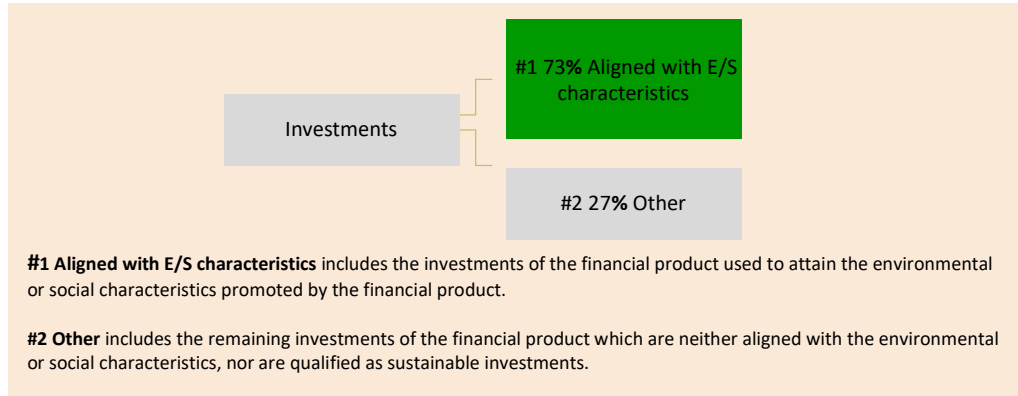 #1 73% Aligned with E/S
characteristics
Investments
#2 27% Other
#1 Aligned with E/S characteristics includes the investments of the financial product used to attain the environmental
or social characteristics promoted by the financial product.
#2 Other includes the remaining investments of the financial product which are neither aligned with the environmental
or social characteristics, nor are qualified as sustainable investments.